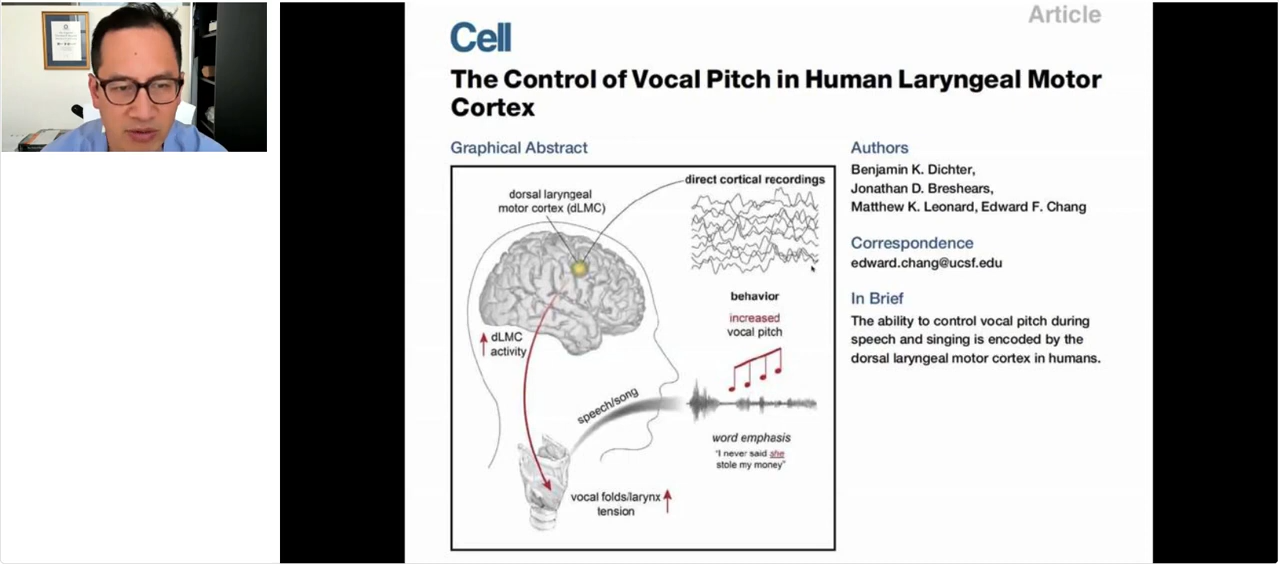 Article
Cell
The Control of Vocal Pitch in Human Laryngeal Motor
Cortex
Graphical Abstract
dorsal laryngeal
motor cortex (dLMC)
direct cortical recordings
dLMC
activity
behavior
increased
vocal pitch
speech/song
word emphasis
"I never said she
stole my money"
vocal folds/larynx
tension
Authors
Benjamin K. Dichter,
Jonathan D. Breshears,
Matthew K. Leonard, Edward F. Chang
Correspondence
edward.chang@ucsf.edu
In Brief
The ability to control vocal pitch during
speech and singing is encoded by the
dorsal laryngeal motor cortex in humans.